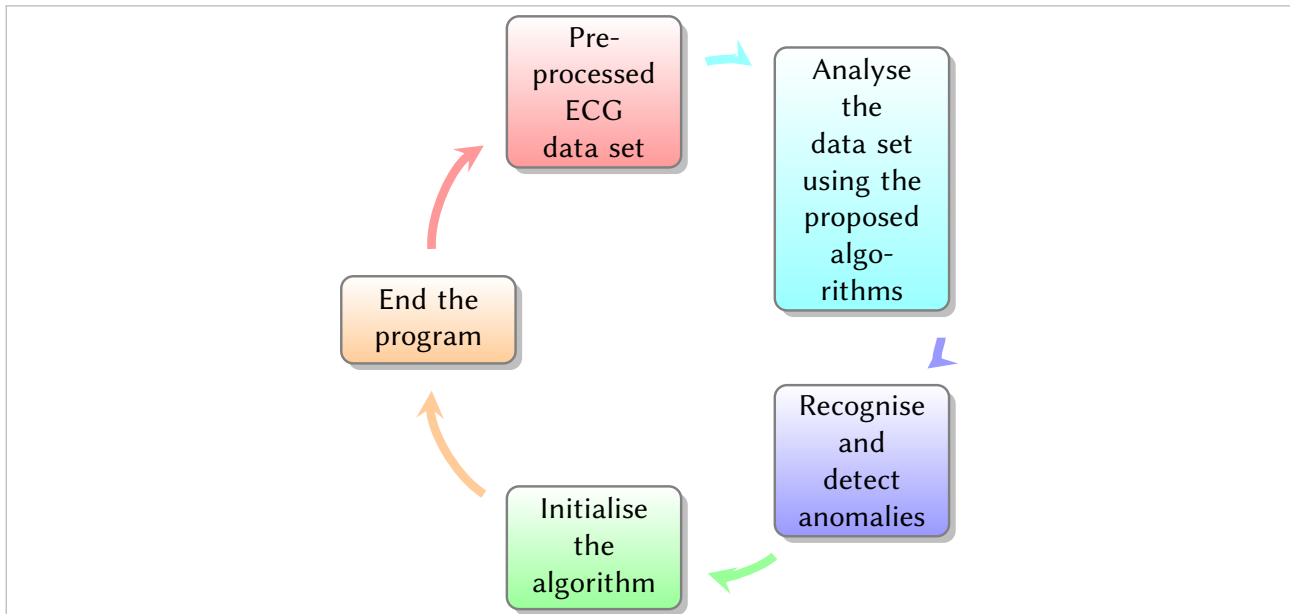 Pre-
processed
ECG
data set
Analyse
the
data set
using the
proposed
algo-
rithms
Recognise
and
detect
anomalies
Initialise
the
algorithm
End the
program